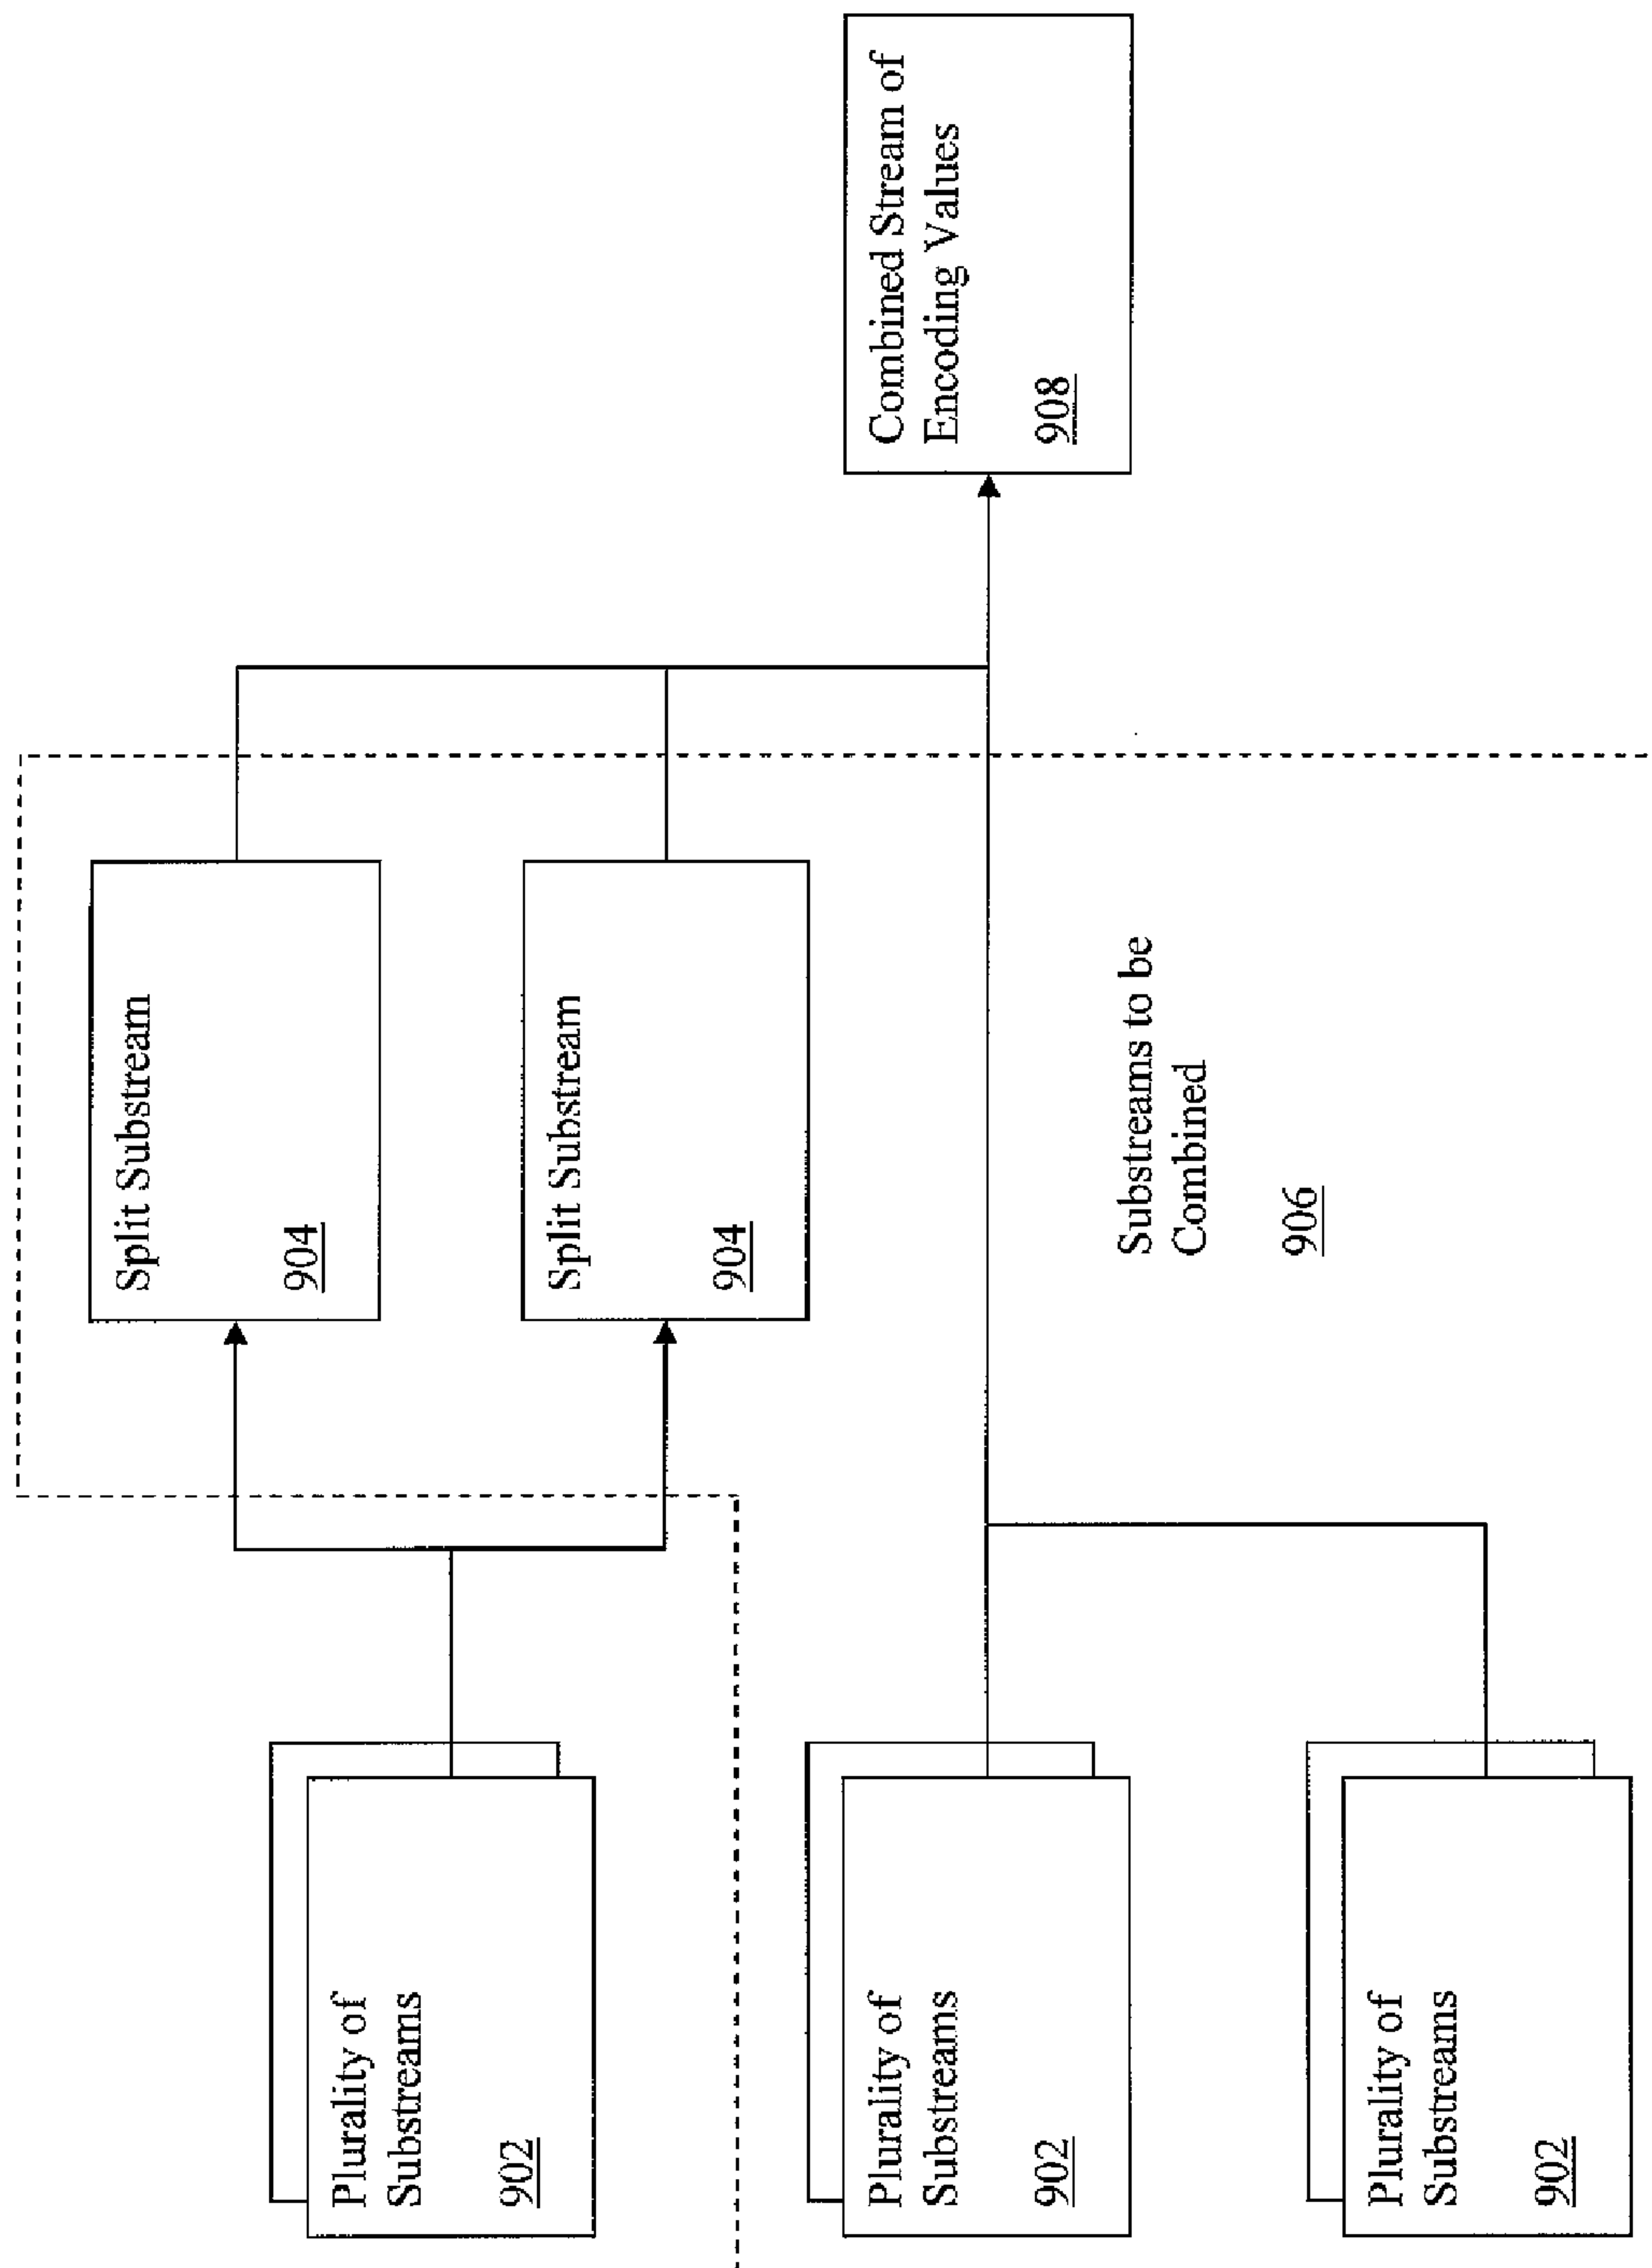 Plurality of
Substreams
902
Split Substream
904
Split Substream
904
Plurality of
Substreams
902
Combined Stream of
Encoding Values
908
Substreams to be
Combined
906
Plurality of
Substreams
902